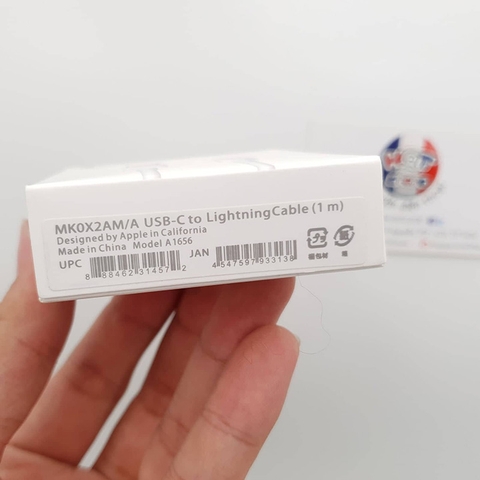 MK0X2AM/A USB-C to LightningCable (1 m)
Designed by Apple in California
Made in China Model A1656
UPC
8 88462 31457 2
JAN
4 547597 933138